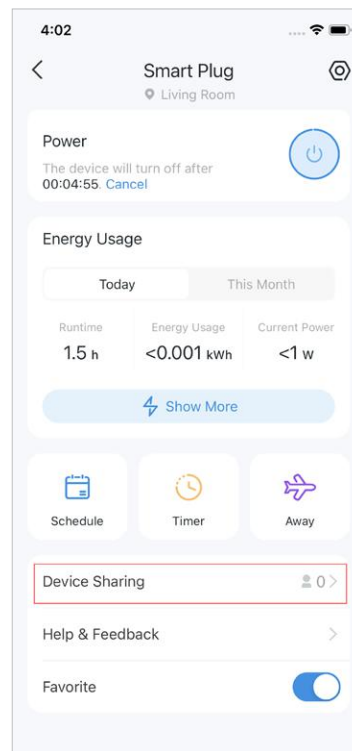 4:02
Smart Plug
Living Room
Power
The device will turn off after
00:04:55. Cancel
Energy Usage
Today This Month
Runtime Energy Usage Current Power
1.5 h <0.001 kWh <1 w
Show More
Schedule Timer Away
Device Sharing 0
Help & Feedback
Favorite